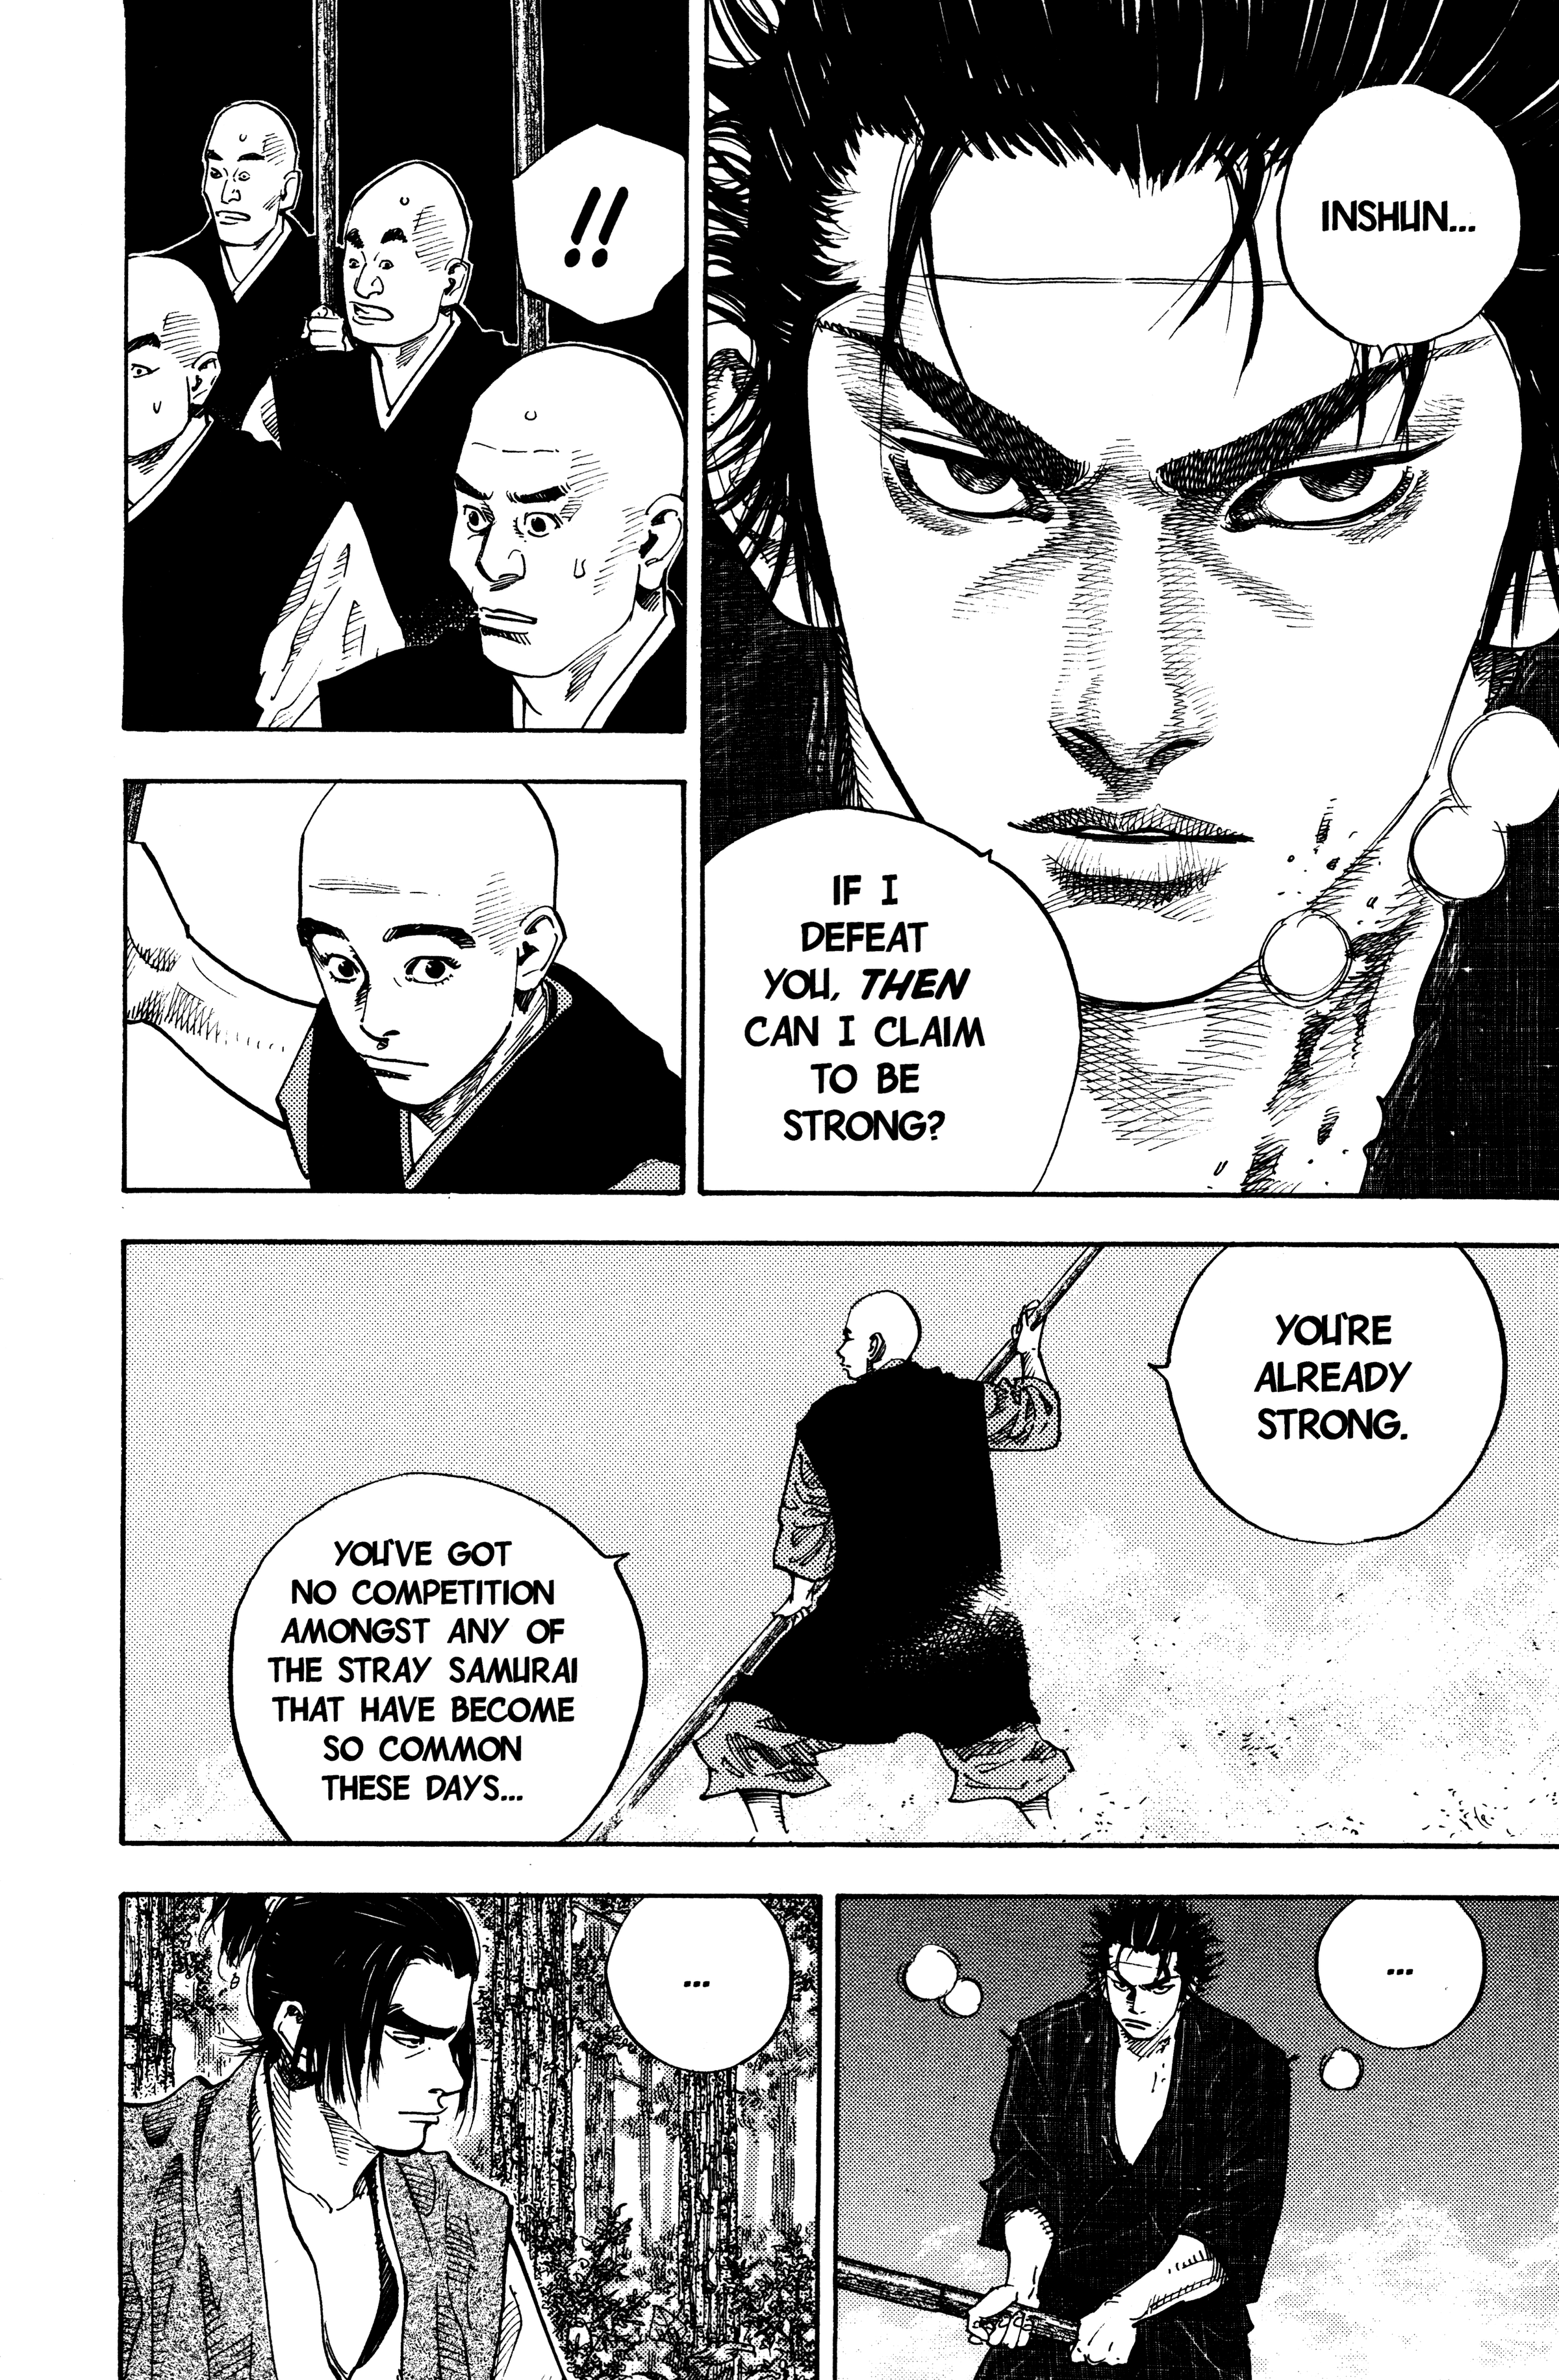 INSHUN...
IF I
DEFEAT
YOU, THEN
CAN I CLAIM
TO BE
STRONG?
!!
YOU'RE
ALREADY
STRONG.
YOU'VE GOT
NO COMPETITION
AMONGST ANY OF
THE STRAY SAMURAI
THAT HAVE BECOME
SO COMMON
THESE DAYS...
...
...